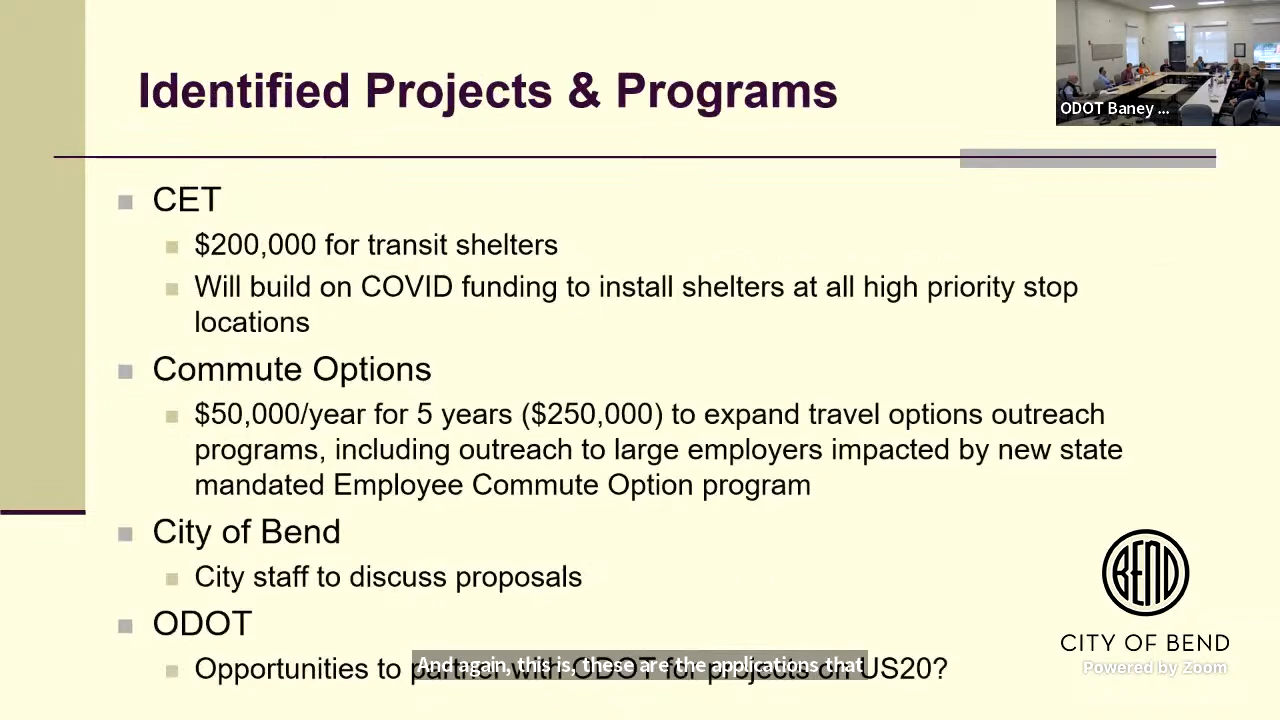 Identified Projects & Programs
ODOT Baney ...
CET
$200,000 for transit shelters
Will build on COVID funding to install shelters at all high priority stop
locations
Commute Options
$50,000/year for 5 years ($250,000) to expand travel options outreach
programs, including outreach to large employers impacted by new state
mandated Employee Commute Option program
City of Bend
City staff to discuss proposals
ODOT
Opportunities to partner with ODOT for projects on US20?
And again, this is, these are the applications that
BEND
CITY OF BEND
Powered by Zoom